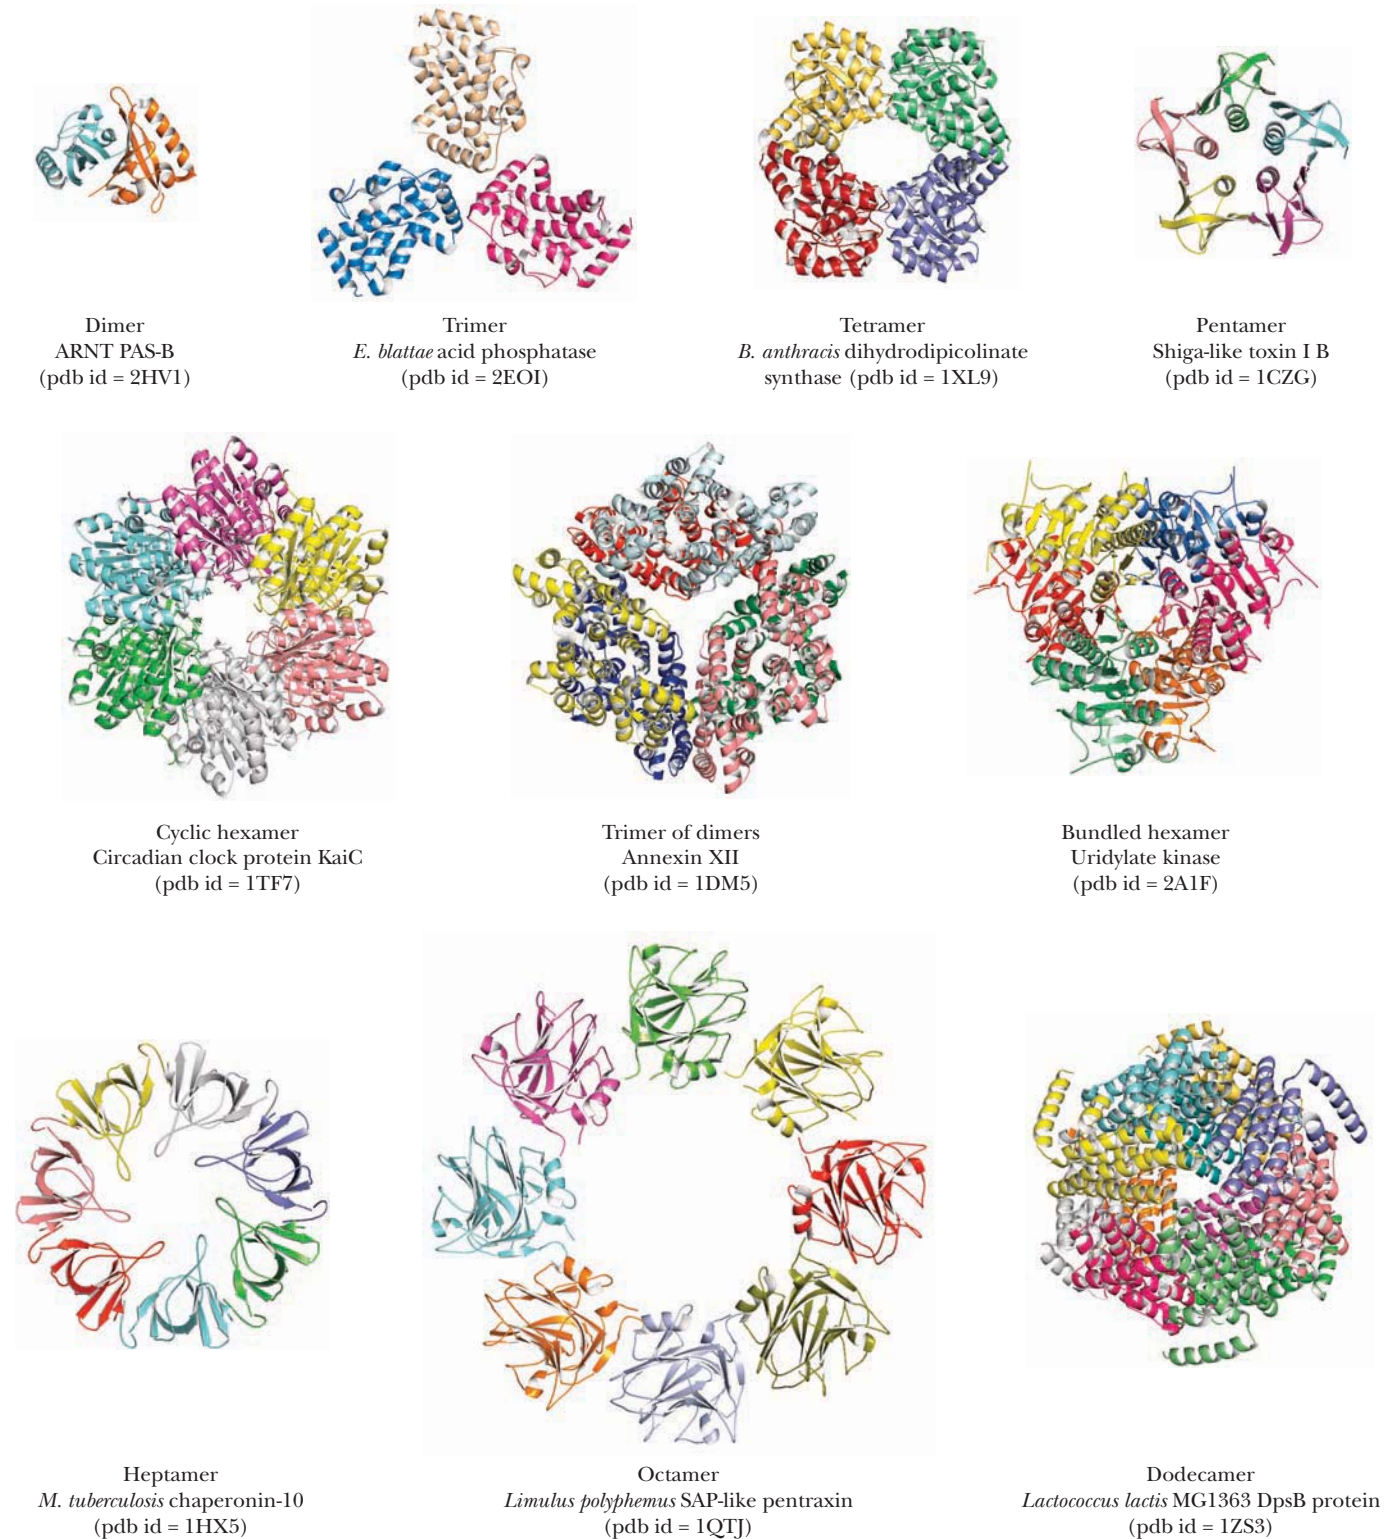 Dimer
ARNT PAS-B
(pdb id = 2HV1)
Trimer
E. blattae acid phosphatase
(pdb id = 2EOI)
Tetramer
B. anthracis dihydrodipicolinate
synthase (pdb id = 1XL9)
Pentamer
Shiga-like toxin I B
(pdb id = 1CZG)
Cyclic hexamer
Circadian clock protein KaiC
(pdb id = 1TF7)
Trimer of dimers
Annexin XII
(pdb id = 1DM5)
Bundled hexamer
Uridylate kinase
(pdb id = 2A1F)
Heptamer
M. tuberculosis chaperonin-10
(pdb id = 1HX5)
Octamer
Limulus polyphemus SAP-like pentraxin
(pdb id = 1QTJ)
Dodecamer
Lactococcus lactis MG1363 DpsB protein
(pdb id = 1ZS3)